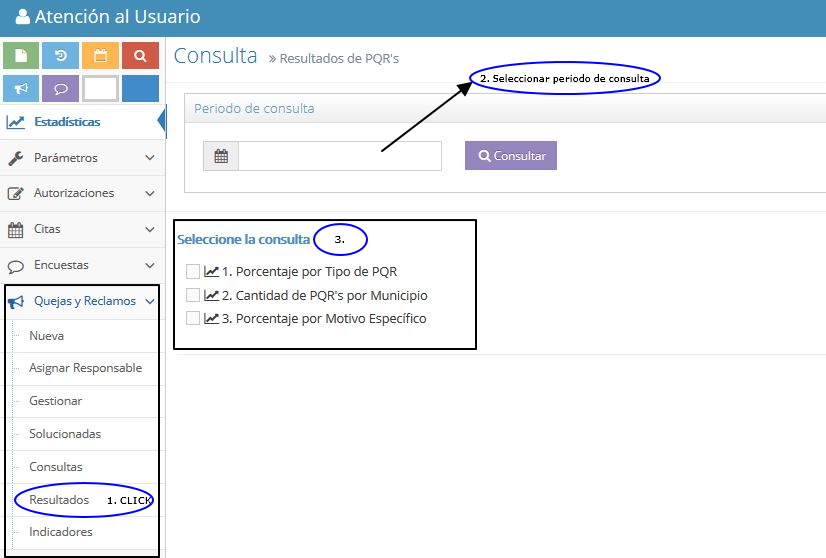 Atención al Usuario
Consulta
» Resultados de PQR's
2. Seleccionar periodo de consulta
Periodo de consulta
Consultar
Estadísticas
Parámetros
Autorizaciones
Citas
Encuestas
Quejas y Reclamos
Nueva
Asignar Responsable
Gestionar
Solucionadas
Consultas
Resultados 1. CLICK
Indicadores
Seleccione la consulta 3.
1. Porcentaje por Tipo de PQR
2. Cantidad de PQR's por Municipio
3. Porcentaje por Motivo Específico